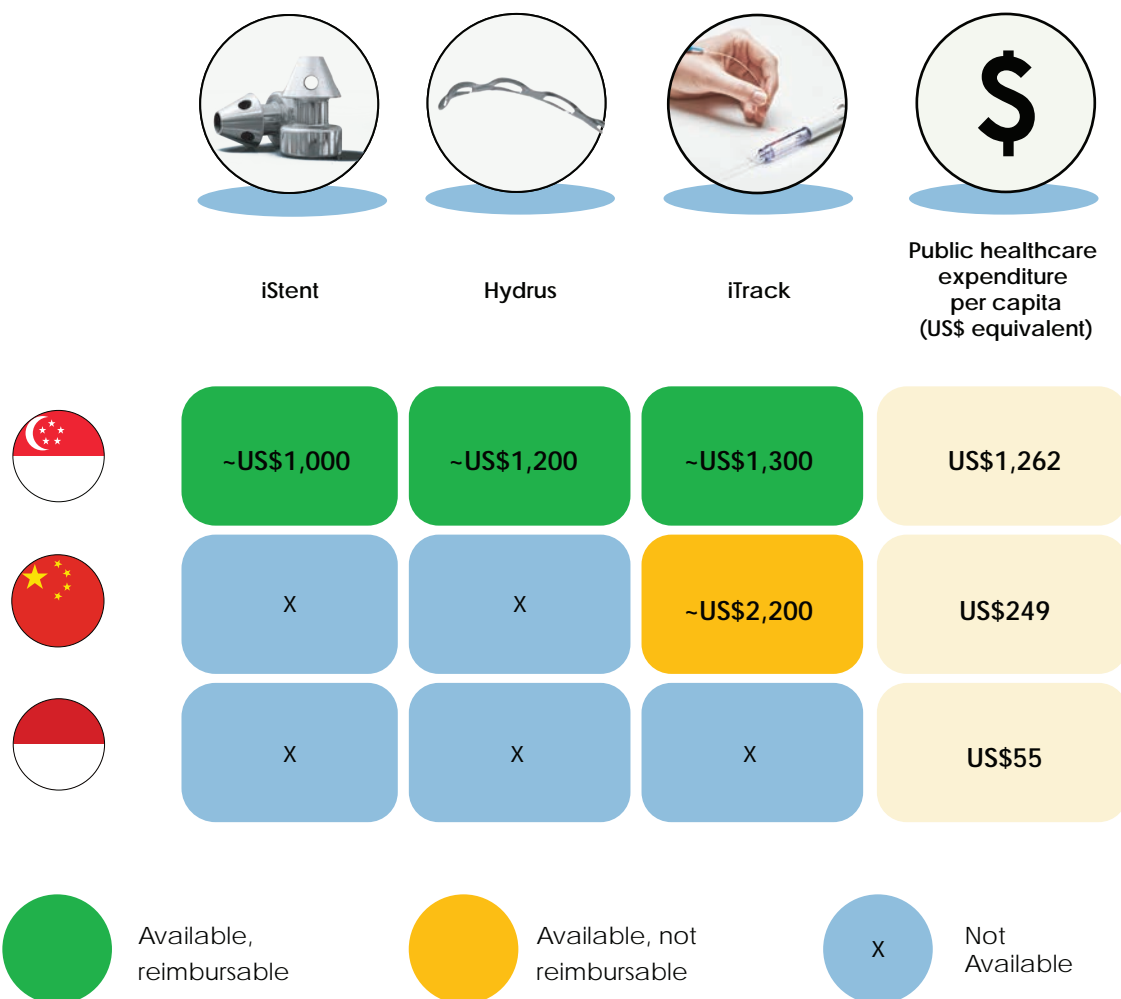 $
Public healthcare
expenditure
per capita
(US$ equivalent)
iStent
Hydrus
iTrack
~US$1,000
~US$1,200
~US$1,300
US$1,262
X
X
~US$2,200
US$249
X
X
X
US$55
Available,
reimbursable
Available, not
reimbursable
X
Not
Available